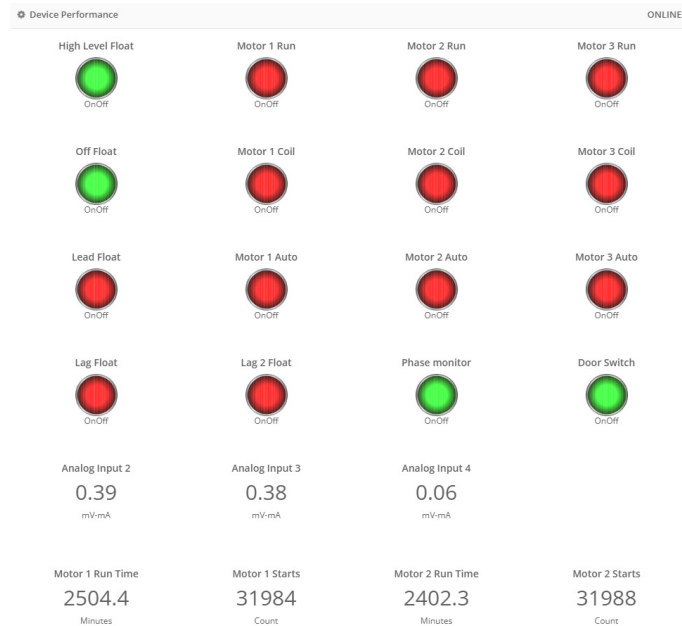 Device Performance ONLINE
High Level Float Motor 1 Run Motor 2 Run Motor 3 Run
OnOff OnOff OnOff OnOff
Off Float Motor 1 Coil Motor 2 Coil Motor 3 Coil
OnOff OnOff OnOff OnOff
Lead Float Motor 1 Auto Motor 2 Auto Motor 3 Auto
OnOff OnOff OnOff OnOff
Lag Float Lag 2 Float Phase monitor Door Switch
OnOff OnOff OnOff OnOff
Analog Input 2 Analog Input 3 Analog Input 4
0.39 0.38 0.06
mV-mA mV-mA mV-mA
Motor 1 Run Time Motor 1 Starts Motor 2 Run Time Motor 2 Starts
2504.4 31984 2402.3 31988
Minutes Count Minutes Count